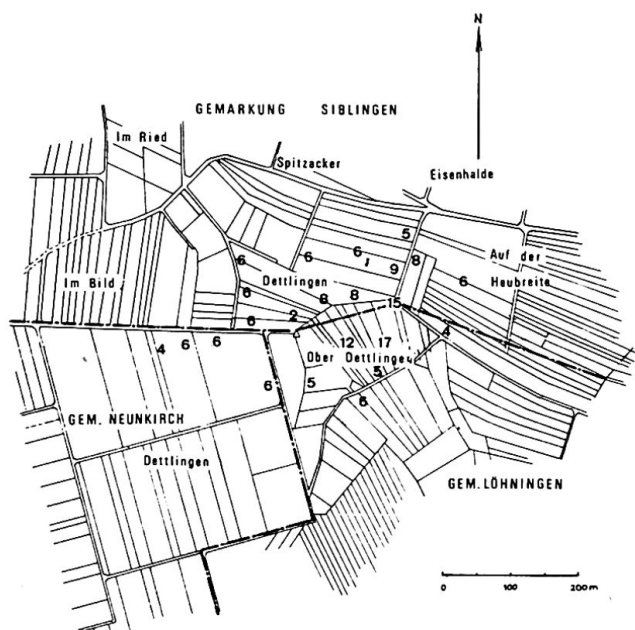 N
GEMARKUNG SIBLINGEN
Im Ried
Spitzacker
Eisenhalde
5
6
6
6
8
Auf der
1
9
Dettlingen
6
Heubreite
Im Bild
6
8
8
15
2
6
4
6
6
12
17
4
Ober Dettlingen
5
6
5
6
GEM. NEUNKIRCH
Dettlingen
GEM. LÖHNINGEN
0 100 200 m